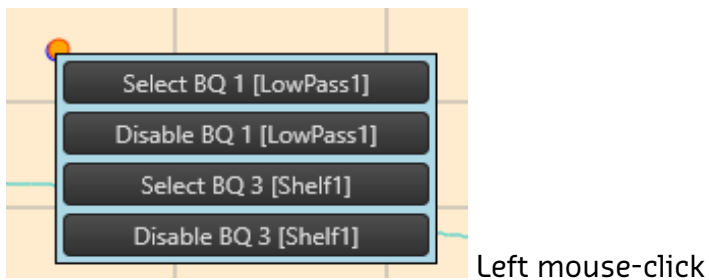 Select BQ 1 [LowPass1]
Disable BQ 1 [LowPass1]
Select BQ 3 [Shelf1]
Disable BQ 3 [Shelf1]
Left mouse-click